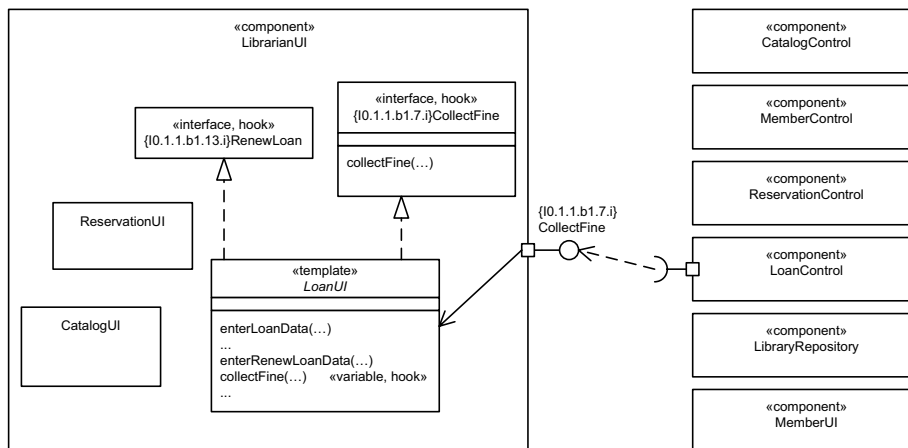 «component»
LibrarianUI
«interface, hook»
{I0.1.1.b1.13.i}RenewLoan
«interface, hook»
{I0.1.1.b1.7.i}CollectFine
collectFine(…)
ReservationUI
CatalogUI
«template»
LoanUI
enterLoanData(…)
...
enterRenewLoanData(…)
collectFine(…) «variable, hook»
...
{I0.1.1.b1.7.i}
CollectFine
«component»
CatalogControl
«component»
MemberControl
«component»
ReservationControl
«component»
LoanControl
«component»
LibraryRepository
«component»
MemberUI